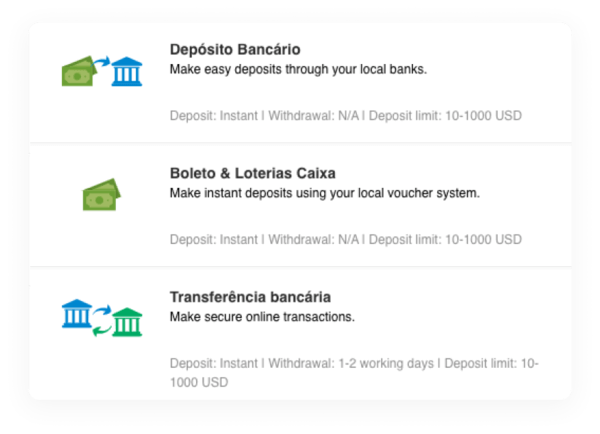 Depósito Bancário
Make easy deposits through your local banks.
Deposit: Instant | Withdrawal: N/A | Deposit limit: 10-1000 USD
Boleto & Loterias Caixa
Make instant deposits using your local voucher system.
Deposit: Instant | Withdrawal: N/A | Deposit limit: 10-1000 USD
Transferência bancária
Make secure online transactions.
Deposit: Instant | Withdrawal: 1-2 working days | Deposit limit: 10-
1000 USD